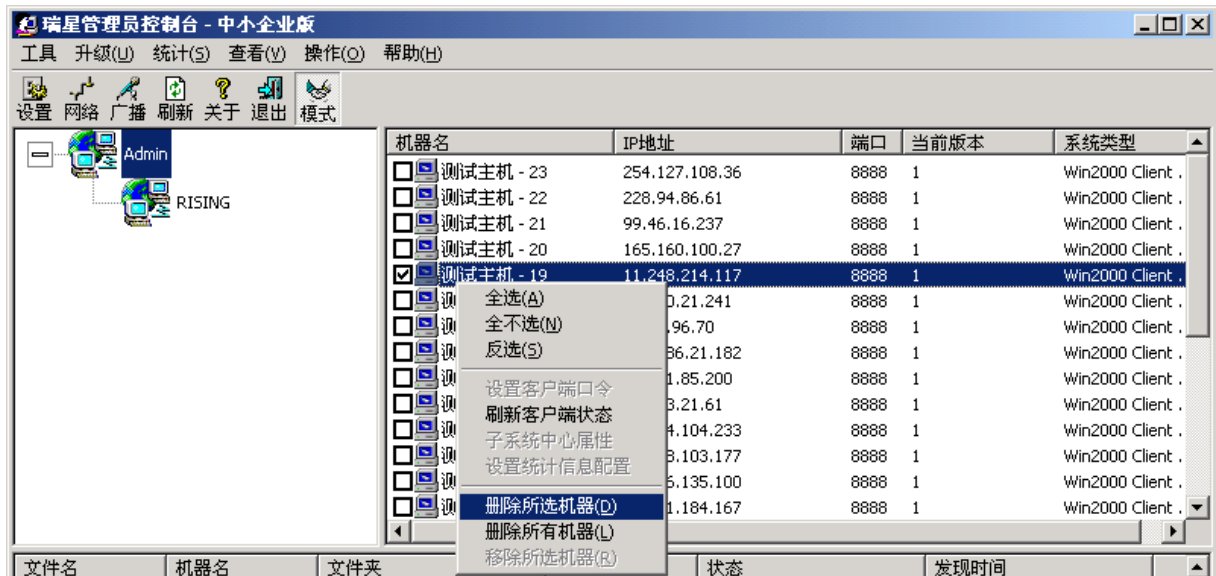 瑞星管理员控制台 - 中小企业版
工具 升级(U) 统计(S) 查看(V) 操作(O) 帮助(H)
设置 网络 广播 刷新 关于 退出 模式
Admin
RISING
机器名 IP地址 端口 当前版本 系统类型
测试主机 - 23 254.127.108.36 8888 1 Win2000 Client .
测试主机 - 22 228.94.86.61 8888 1 Win2000 Client .
测试主机 - 21 99.46.16.237 8888 1 Win2000 Client .
测试主机 - 20 165.160.100.27 8888 1 Win2000 Client .
测试主机 - 19 11.248.214.117 8888 1 Win2000 Client .
全选(A)
全不选(N)
反选(S)
设置客户端口令
刷新客户端状态
子系统中心属性
设置统计信息配置
删除所选机器(D)
删除所有机器(L)
移除所选机器(R)
.21.241 8888 1 Win2000 Client .
.96.70 8888 1 Win2000 Client .
36.21.182 8888 1 Win2000 Client .
1.85.200 8888 1 Win2000 Client .
3.21.61 8888 1 Win2000 Client .
4.104.233 8888 1 Win2000 Client .
3.103.177 8888 1 Win2000 Client .
5.135.100 8888 1 Win2000 Client .
1.184.167 8888 1 Win2000 Client .
文件名 机器名 文件夹 状态 发现时间